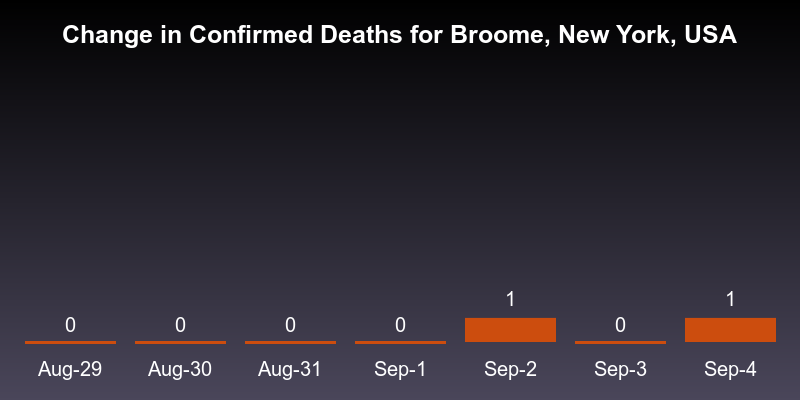 Change in Confirmed Deaths for Broome, New York, USA
0 0 0 0 1 0 1
Aug-29 Aug-30 Aug-31 Sep-1 Sep-2 Sep-3 Sep-4